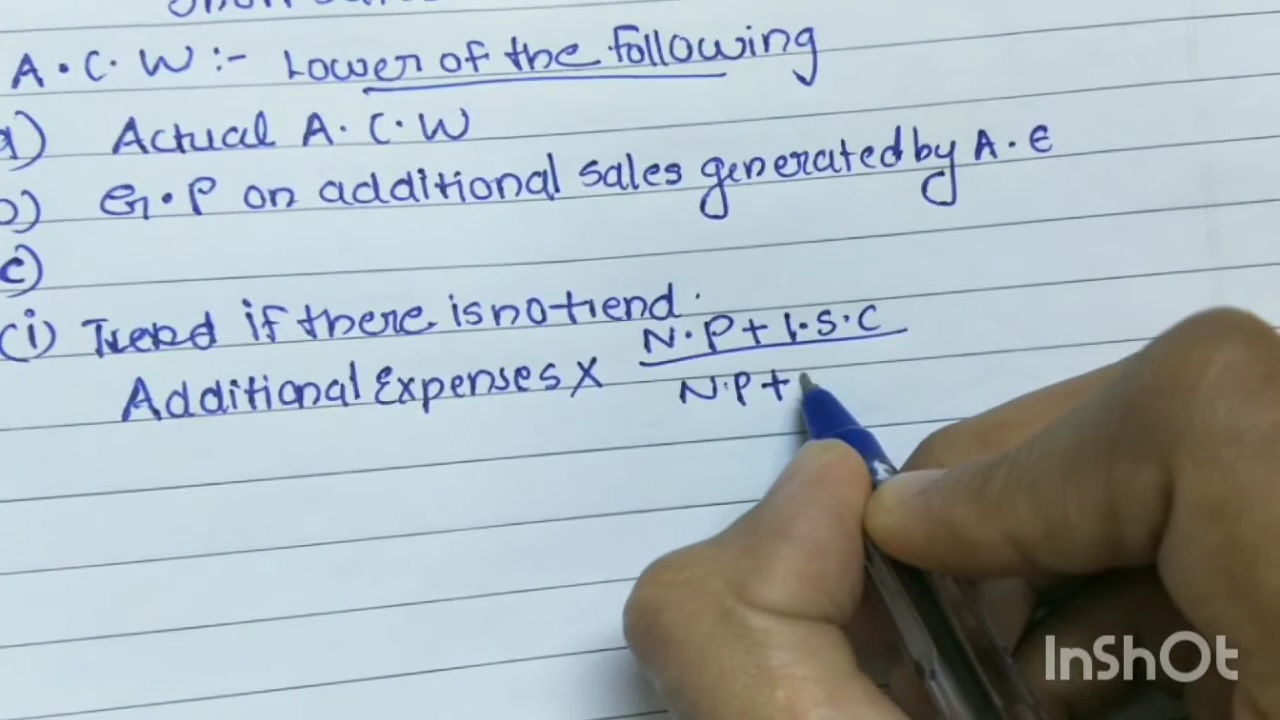 A.C.W:- Lower of the following
a) Actual A.C.W
b) G.P on additional sales generated by A.E
c)
(i) Trend if there is no trend.
Additional Expenses X N.P + I.S.C
N.P +
InShOt